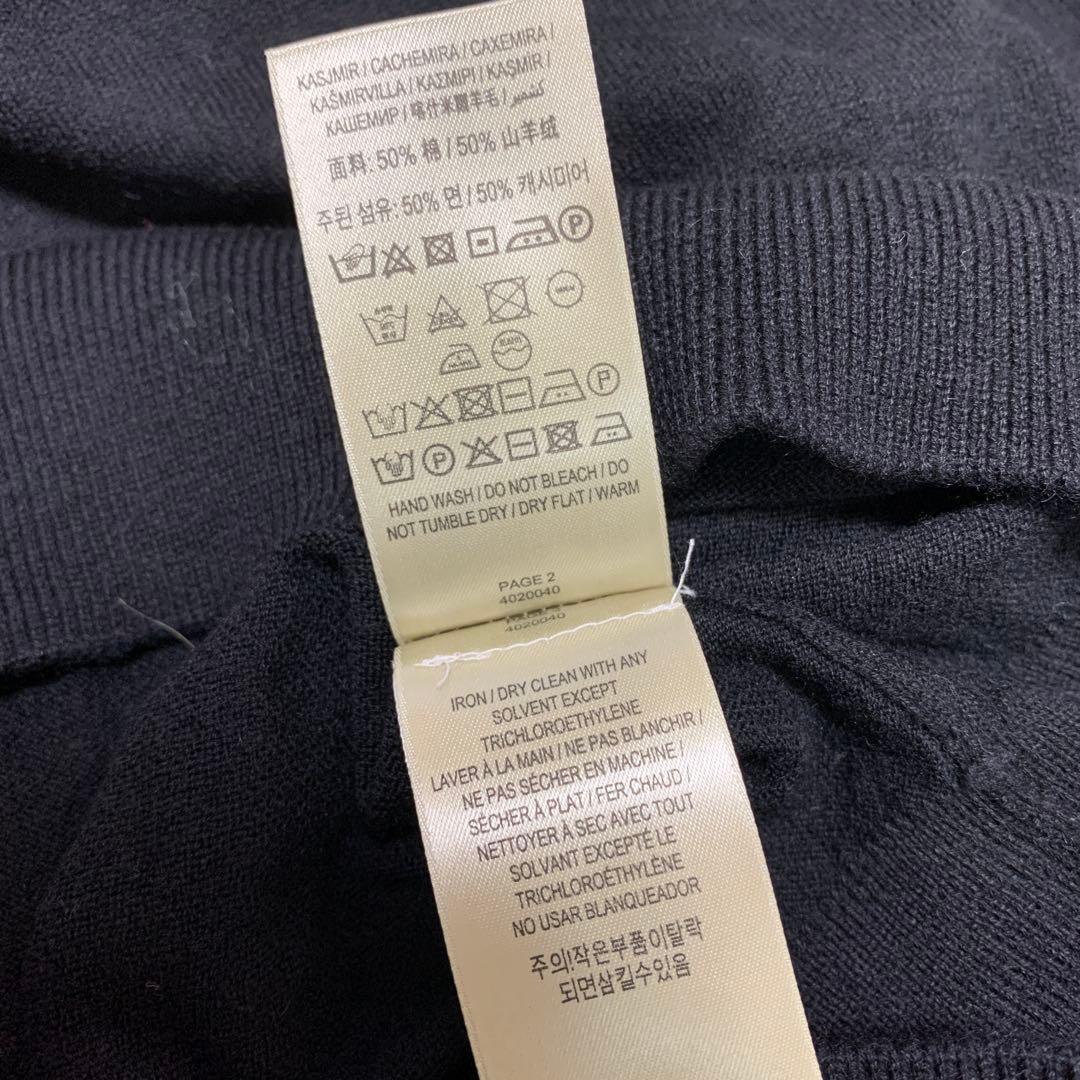 KASJMIR / CACHEMIRA / CAXEMIRA /
KAŠMIRVILLA / ΚΑΣΜΙΡΙ / KAŞMIR /
КАШЕМИР / 喀什米爾羊毛 / كشمير
面料: 50% 棉 / 50% 山羊绒
주된 섬유: 50% 면 / 50% 캐시미어
P
P
P
HAND WASH / DO NOT BLEACH / DO
NOT TUMBLE DRY / DRY FLAT / WARM
PAGE 2
4020040
4020040
IRON / DRY CLEAN WITH ANY
SOLVENT EXCEPT
TRICHLOROETHYLENE
LAVER À LA MAIN / NE PAS BLANCHIR /
NE PAS SÉCHER EN MACHINE /
SÉCHER À PLAT / FER CHAUD /
NETTOYER À SEC AVEC TOUT
SOLVANT EXCEPTÉ LE
TRICHLOROÉTHYLÈNE
NO USAR BLANQUEADOR
주의!작은부품이탈락
되면삼킬수있음